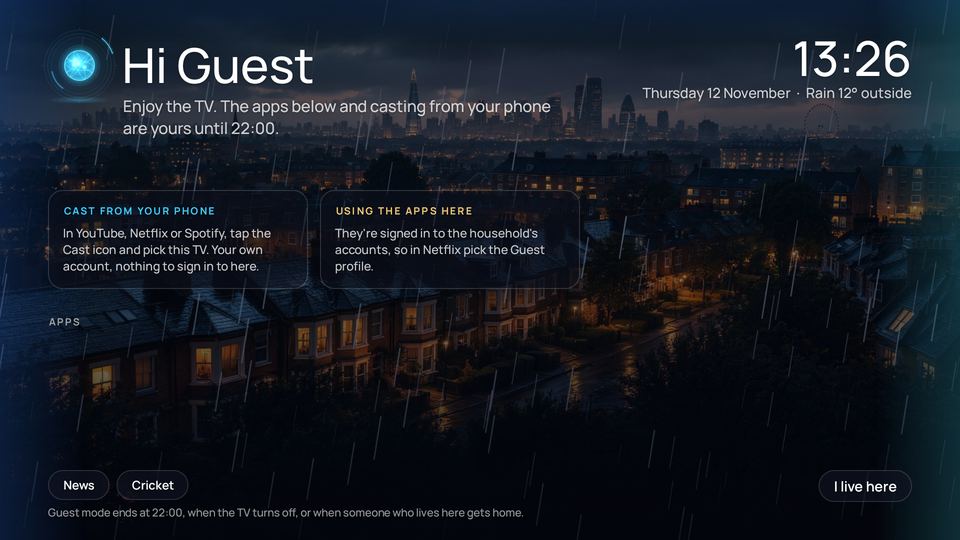 Hi Guest
Enjoy the TV. The apps below and casting from your phone
are yours until 22:00.
13:26
Thursday 12 November · Rain 12° outside
CAST FROM YOUR PHONE
In YouTube, Netflix or Spotify, tap the
Cast icon and pick this TV. Your own
account, nothing to sign in to here.
USING THE APPS HERE
They're signed in to the household's
accounts, so in Netflix pick the Guest
profile.
APPS
News
Cricket
I live here
Guest mode ends at 22:00, when the TV turns off, or when someone who lives here gets home.